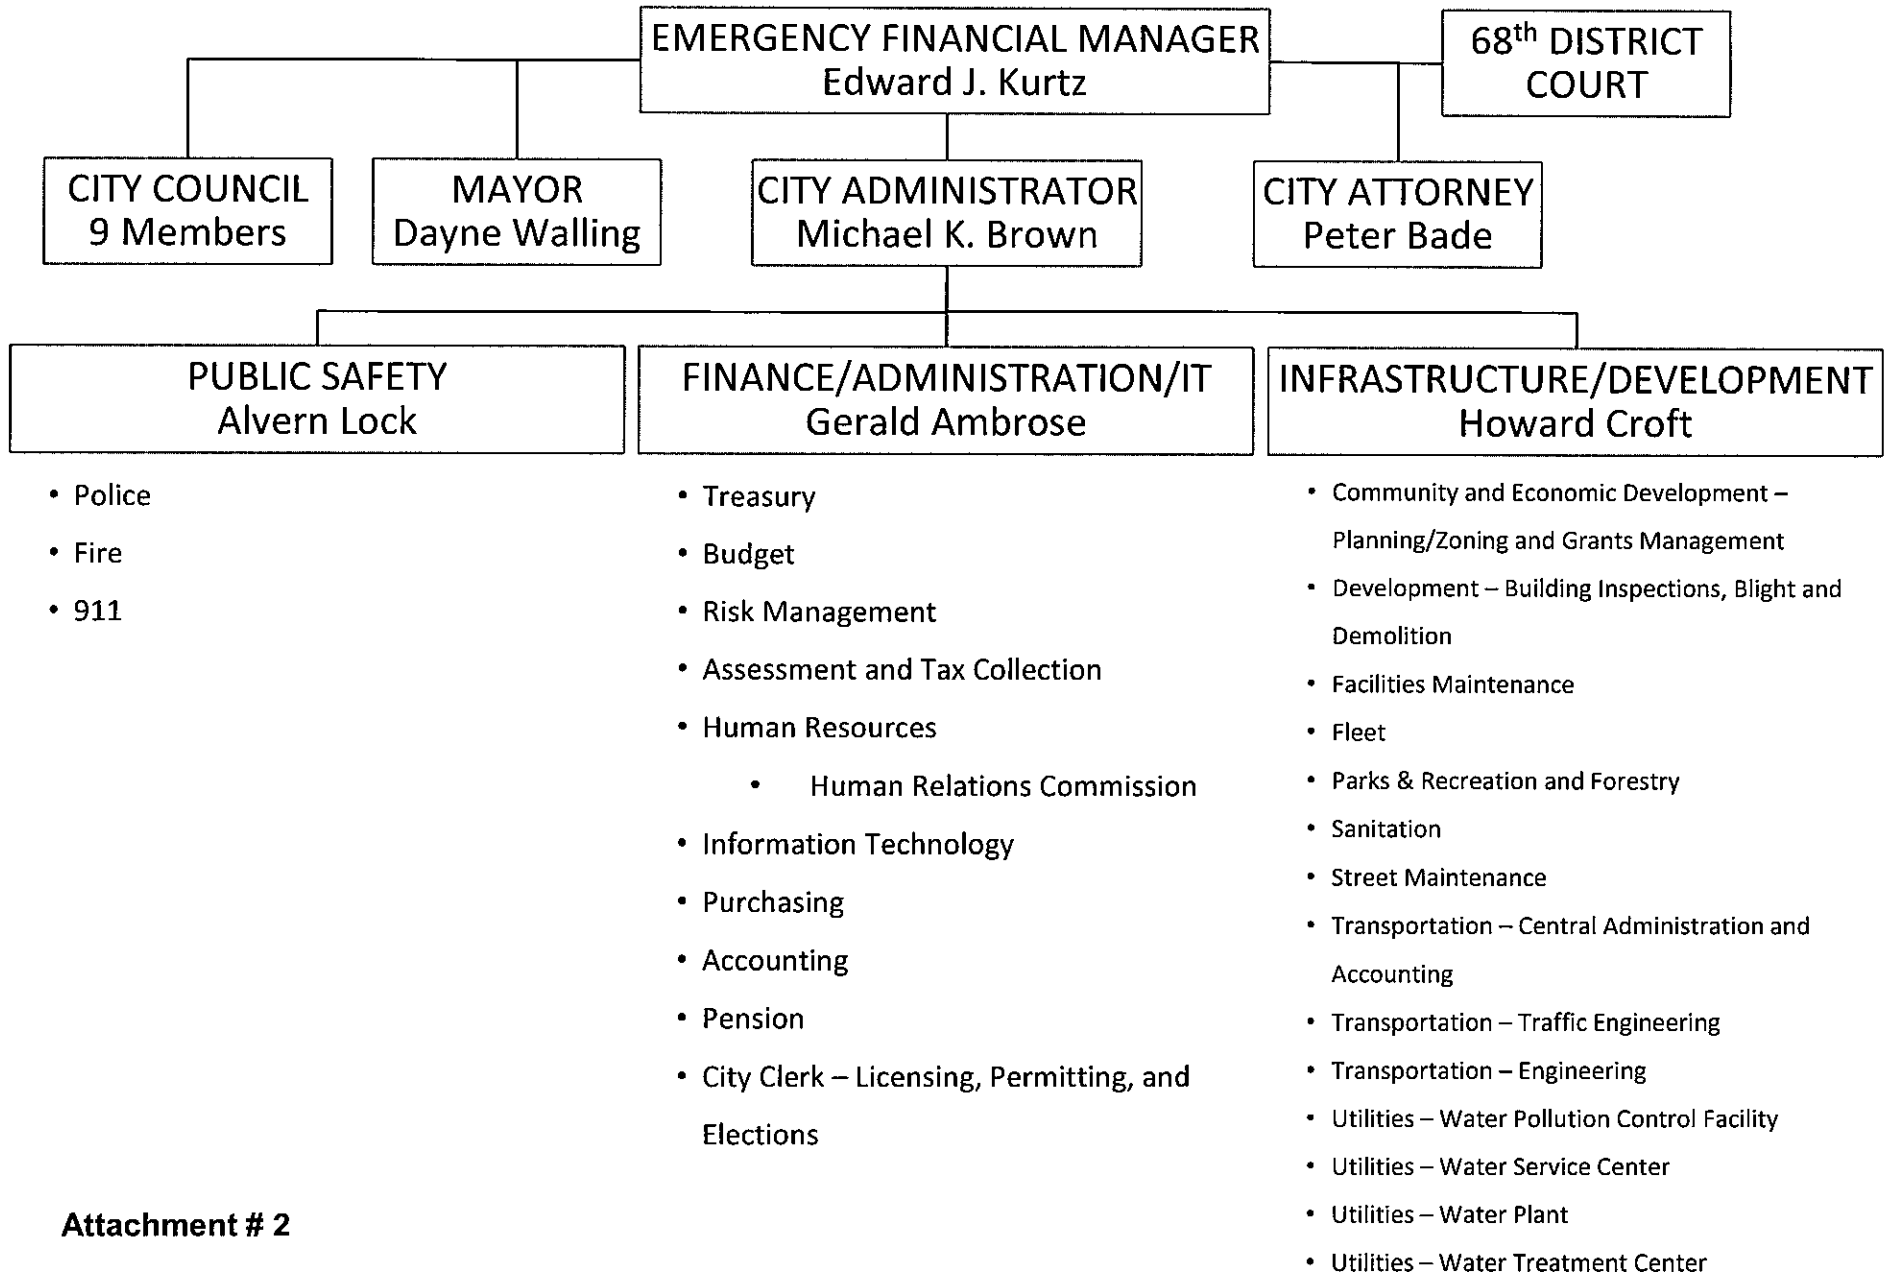 EMERGENCY FINANCIAL MANAGER
Edward J. Kurtz
68th DISTRICT
COURT
CITY COUNCIL
9 Members
MAYOR
Dayne Walling
CITY ADMINISTRATOR
Michael K. Brown
CITY ATTORNEY
Peter Bade
PUBLIC SAFETY
Alvern Lock
• Police
• Fire
• 911
FINANCE/ADMINISTRATION/IT
Gerald Ambrose
• Treasury
• Budget
• Risk Management
• Assessment and Tax Collection
• Human Resources
• Human Relations Commission
• Information Technology
• Purchasing
• Accounting
• Pension
• City Clerk – Licensing, Permitting, and
Elections
INFRASTRUCTURE/DEVELOPMENT
Howard Croft
• Community and Economic Development –
Planning/Zoning and Grants Management
• Development – Building Inspections, Blight and
Demolition
• Facilities Maintenance
• Fleet
• Parks & Recreation and Forestry
• Sanitation
• Street Maintenance
• Transportation – Central Administration and
Accounting
• Transportation – Traffic Engineering
• Transportation – Engineering
• Utilities – Water Pollution Control Facility
• Utilities – Water Service Center
• Utilities – Water Plant
• Utilities – Water Treatment Center
Attachment # 2